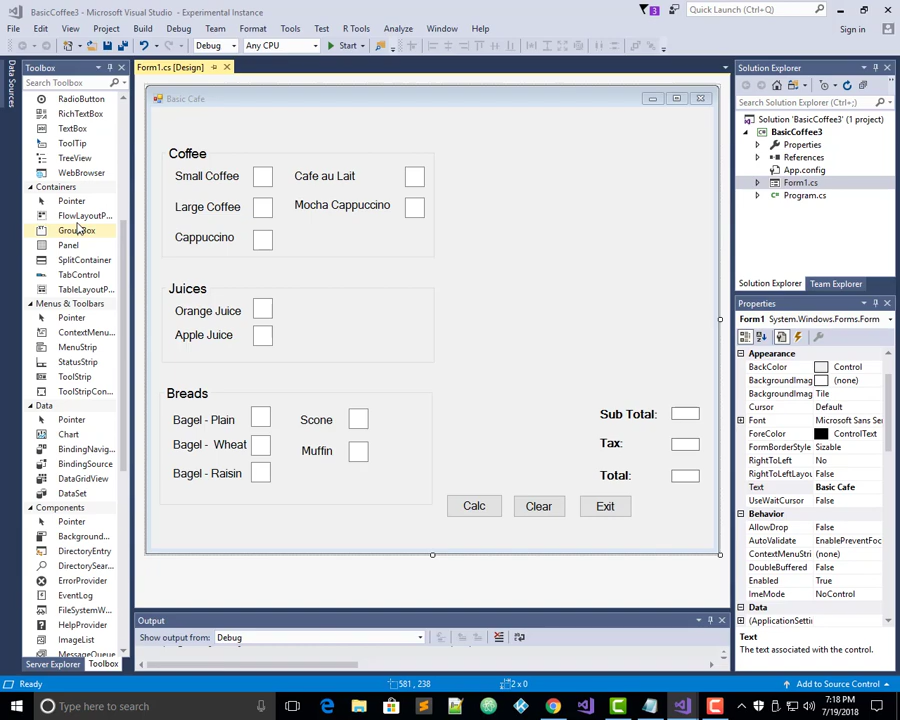 BasicCoffee3 - Microsoft Visual Studio - Experimental Instance
3
Quick Launch (Ctrl+Q)
File Edit View Project Build Debug Team Format Tools Test R Tools Analyze Window Help
Sign in
Debug Any CPU Start
Data Sources
Toolbox
Search Toolbox
RadioButton
RichTextBox
TextBox
ToolTip
TreeView
WebBrowser
Containers
Pointer
FlowLayoutP...
GroupBox
Panel
SplitContainer
TabControl
TableLayoutP...
Menus & Toolbars
Pointer
ContextMenu...
MenuStrip
StatusStrip
ToolStrip
ToolStripCon...
Data
Pointer
Chart
BindingNavig...
BindingSource
DataGridView
DataSet
Components
Pointer
Background...
DirectoryEntry
DirectorySear...
ErrorProvider
EventLog
FileSystemW...
HelpProvider
ImageList
MessageQueue
Server Explorer Toolbox
Form1.cs [Design]
Basic Cafe
Coffee
Small Coffee Cafe au Lait
Large Coffee Mocha Cappuccino
Cappuccino
Juices
Orange Juice
Apple Juice
Breads
Bagel - Plain Scone
Bagel - Wheat Muffin
Bagel - Raisin
Sub Total:
Tax:
Total:
Calc Clear Exit
Output
Show output from: Debug
Solution Explorer
Search Solution Explorer (Ctrl+;)
Solution 'BasicCoffee3' (1 project)
BasicCoffee3
Properties
References
App.config
Form1.cs
Program.cs
Solution Explorer Team Explorer
Properties
Form1 System.Windows.Forms.Form
Appearance
BackColor Control
BackgroundImag (none)
BackgroundImag Tile
Cursor Default
Font Microsoft Sans Ser
ForeColor ControlText
FormBorderStyle Sizable
RightToLeft No
RightToLeftLayou False
Text Basic Cafe
UseWaitCursor False
Behavior
AllowDrop False
AutoValidate EnablePreventFoc
ContextMenuStri (none)
DoubleBuffered False
Enabled True
ImeMode NoControl
Data
(ApplicationSettin
Text
The text associated with the control.
Ready 581 , 238 2 x 0 Add to Source Control
Type here to search
7:18 PM
7/19/2018